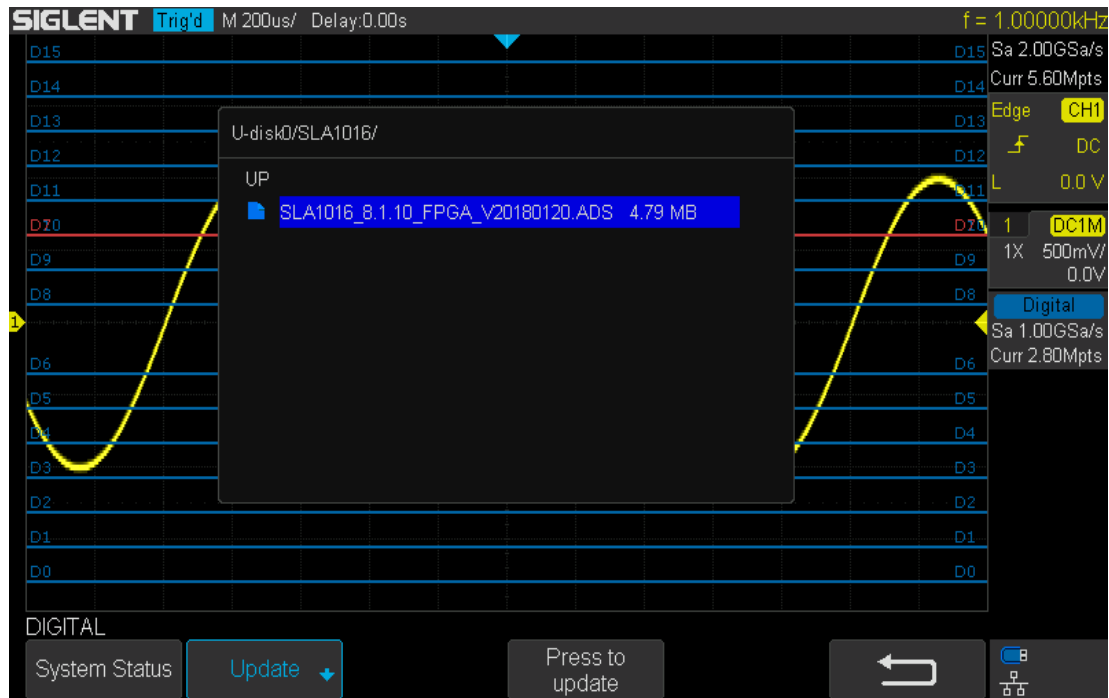 SIGLENT Trig'd M 200us/ Delay:0.00s f = 1.00000kHz
D15 D15 Sa 2.00GSa/s
D14 D14 Curr 5.60Mpts
D13 D13 Edge CH1
U-disk0/SLA1016/
D12 D12 DC
UP
D11 D11 L 0.0 V
SLA1016_8.1.10_FPGA_V20180120.ADS 4.79 MB
1 DC1M
D9 D9 1X 500mV/
0.0V
D8 D8 Digital
1 Sa 1.00GSa/s
D6 D6 Curr 2.80Mpts
D5 D5
D4 D4
D3 D3
D2 D2
D1 D1
D0 D0
DIGITAL
System Status Update Press to update